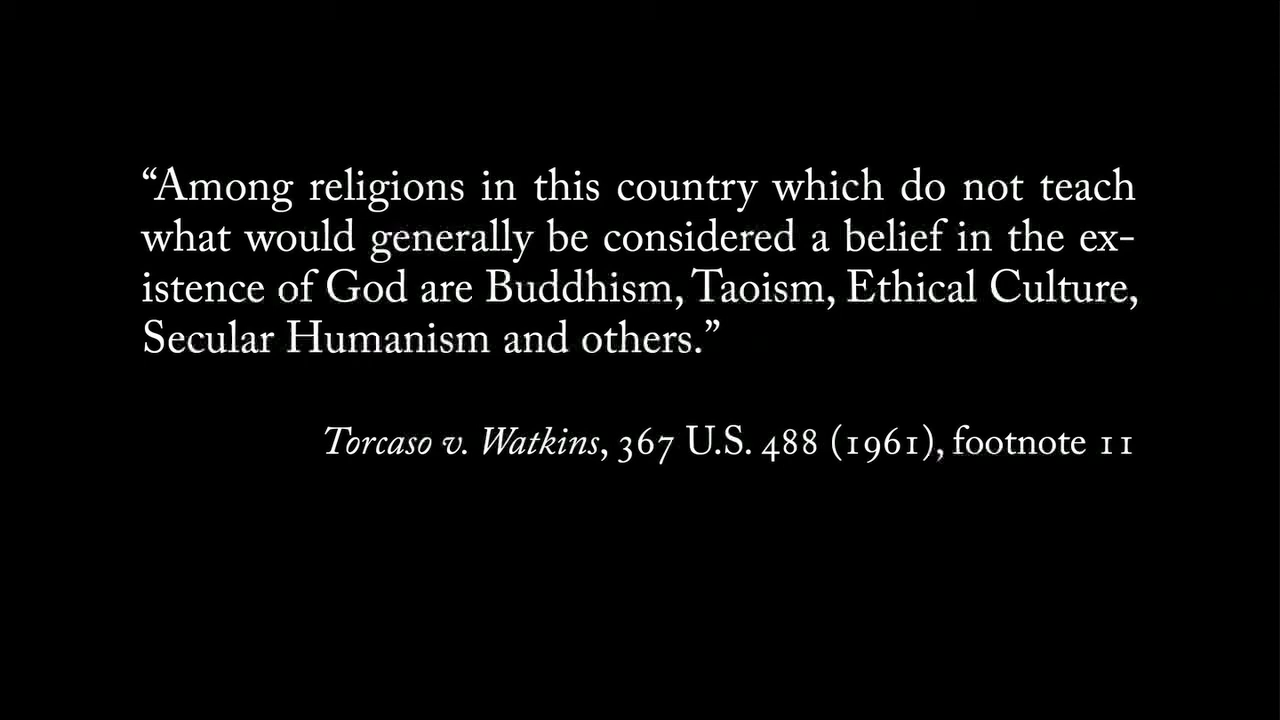 “Among religions in this country which do not teach
what would generally be considered a belief in the ex-
istence of God are Buddhism, Taoism, Ethical Culture,
Secular Humanism and others.”
Torcaso v. Watkins, 367 U.S. 488 (1961), footnote 11